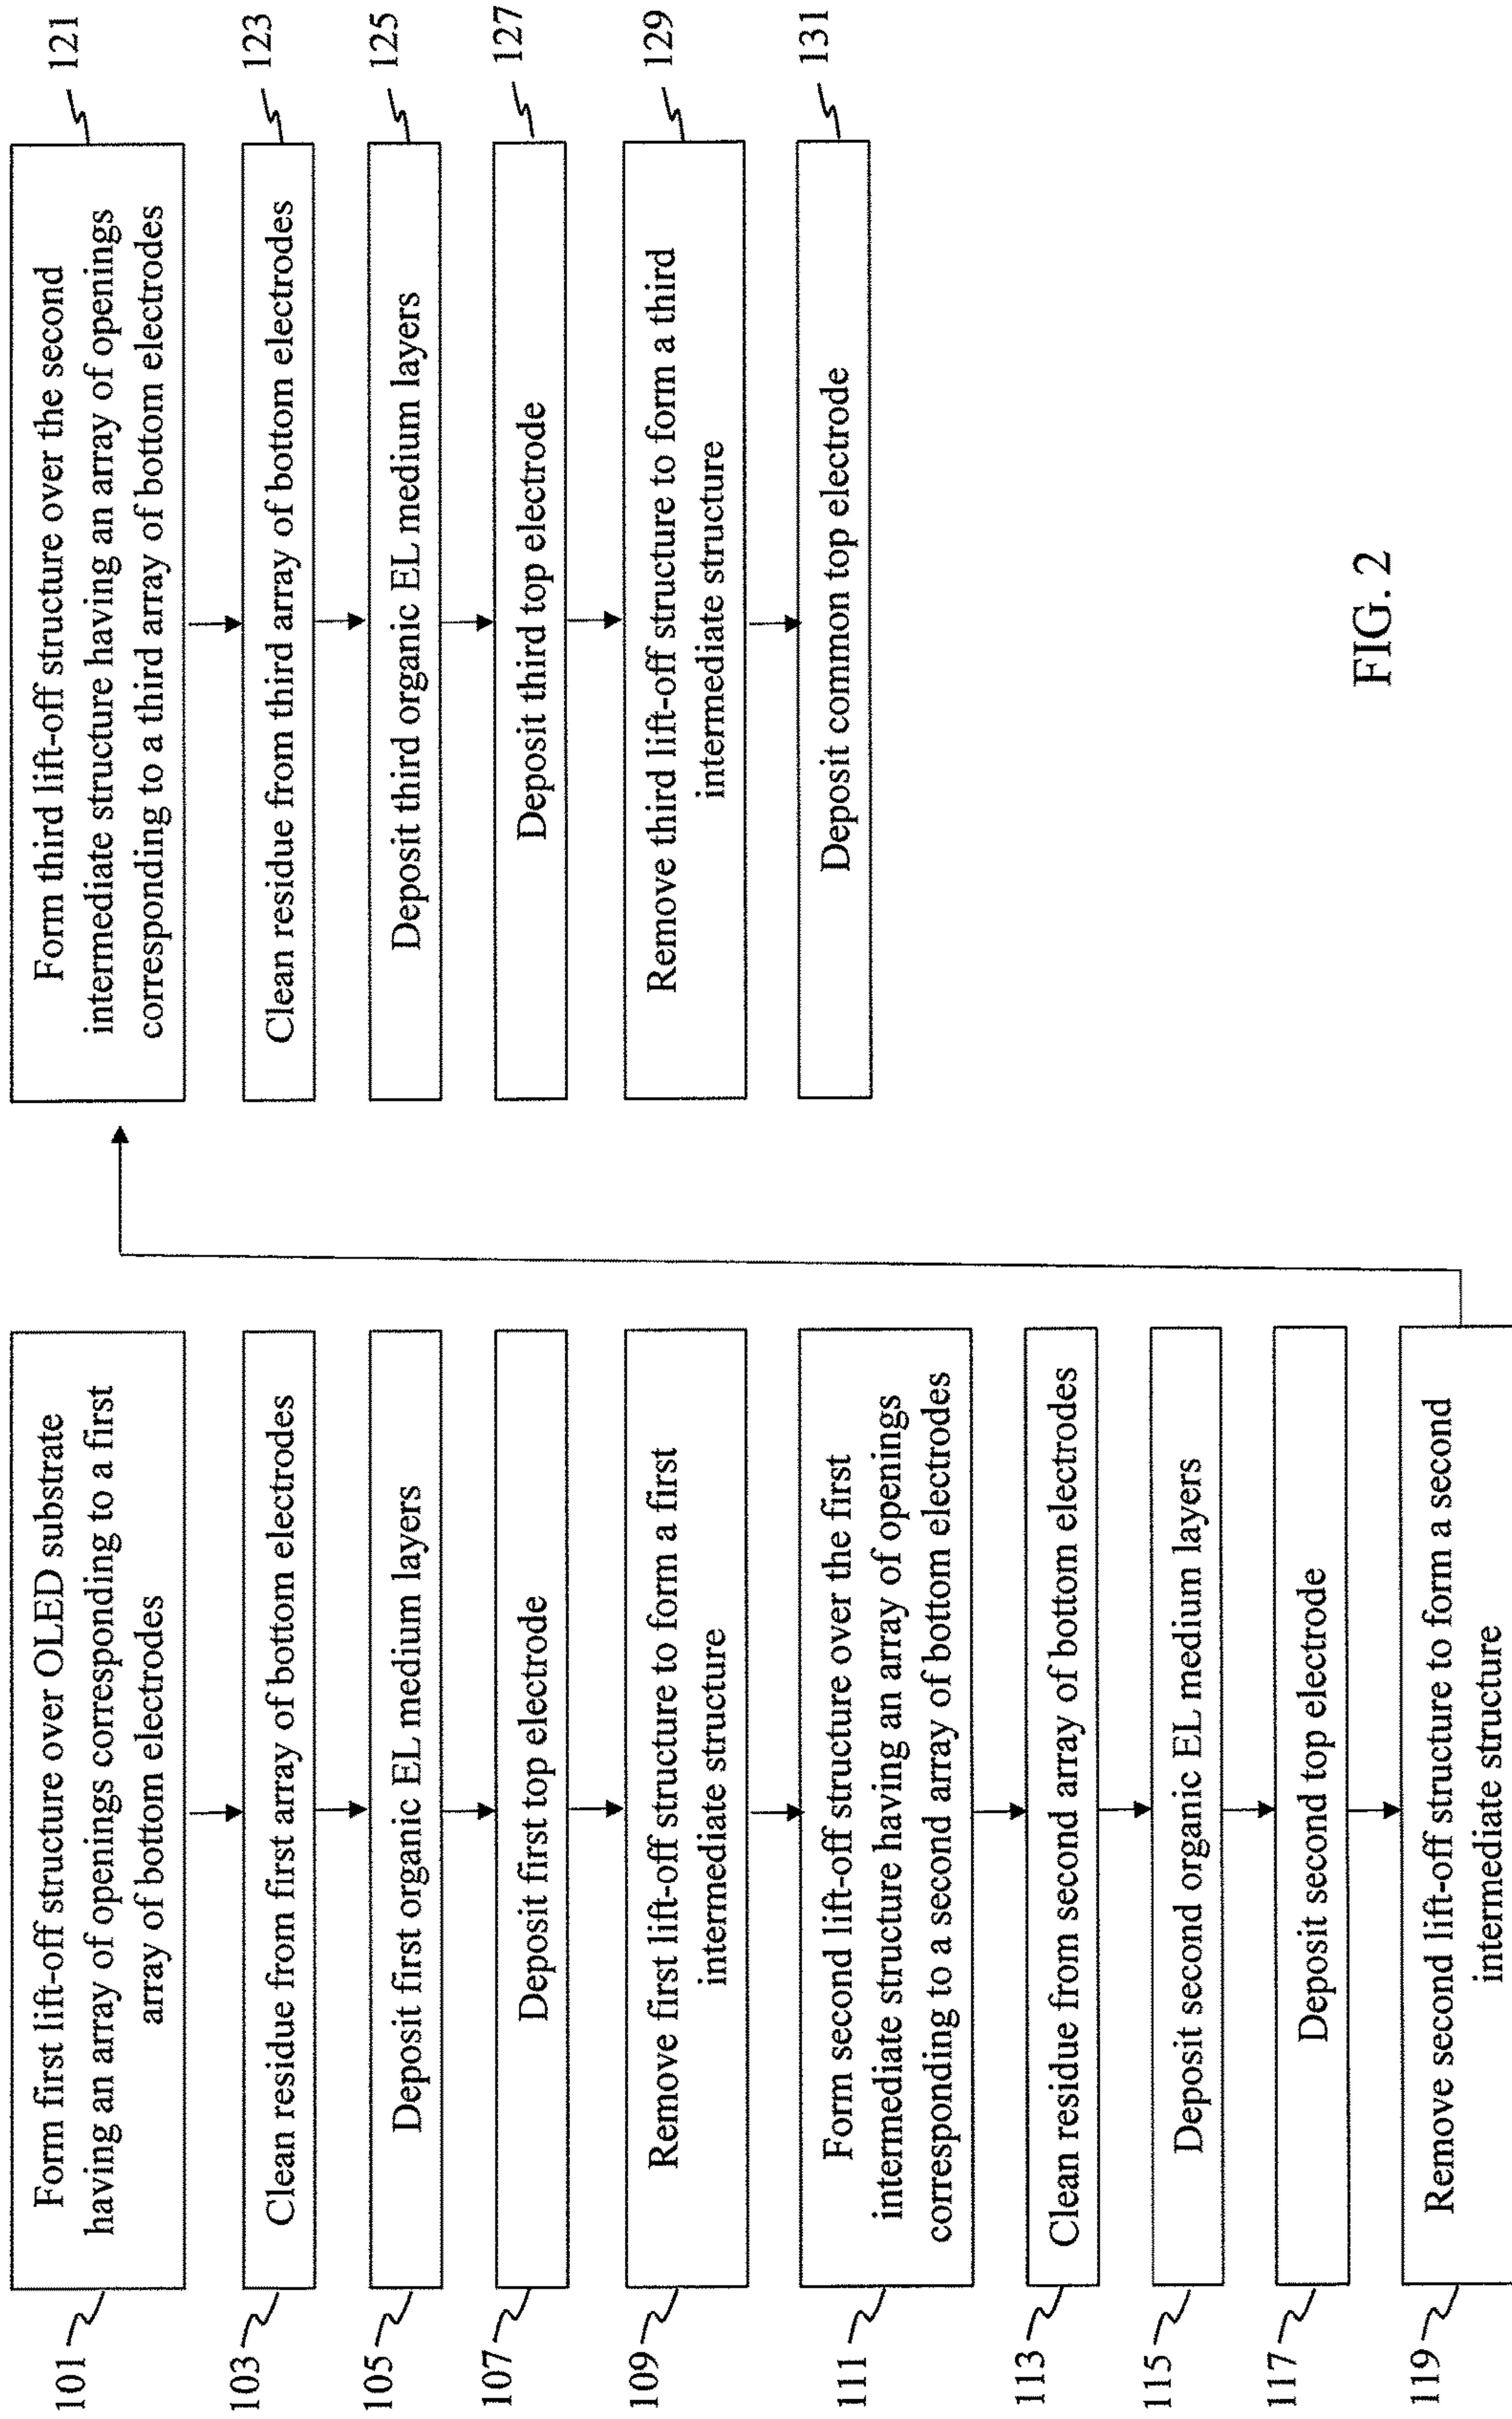 101
Form first lift-off structure over OLED substrate
having an array of openings corresponding to a first
array of bottom electrodes
103
Clean residue from first array of bottom electrodes
105
Deposit first organic EL medium layers
107
Deposit first top electrode
109
Remove first lift-off structure to form a first
intermediate structure
111
Form second lift-off structure over the first
intermediate structure having an array of openings
corresponding to a second array of bottom electrodes
113
Clean residue from second array of bottom electrodes
115
Deposit second organic EL medium layers
117
Deposit second top electrode
119
Remove second lift-off structure to form a second
intermediate structure
Form third lift-off structure over the second
intermediate structure having an array of openings
corresponding to a third array of bottom electrodes
121
Clean residue from third array of bottom electrodes
123
Deposit third organic EL medium layers
125
Deposit third top electrode
127
Remove third lift-off structure to form a third
intermediate structure
129
Deposit common top electrode
131
FIG. 2